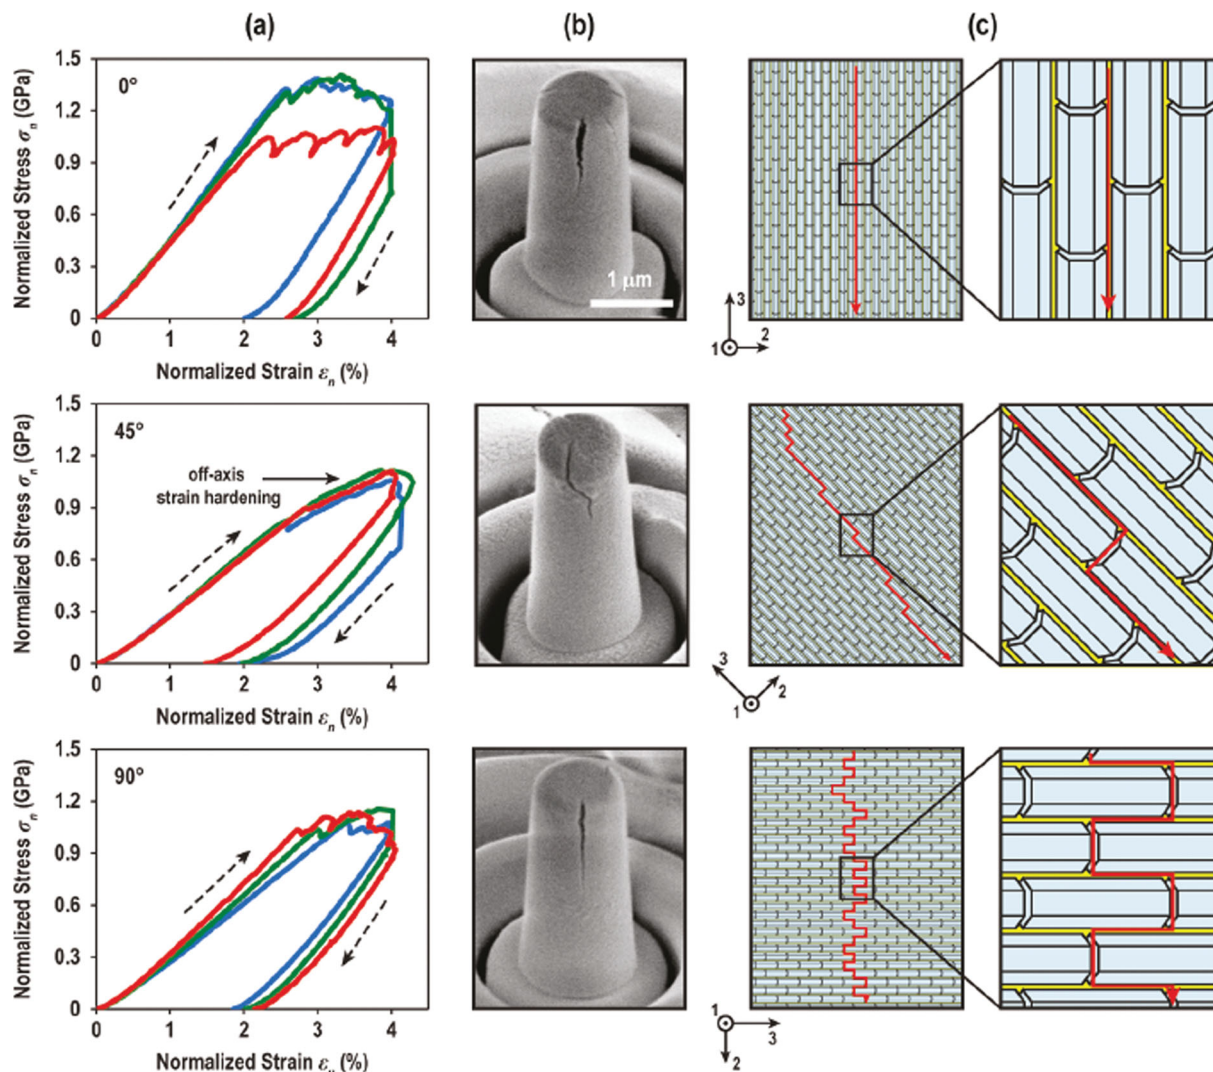 (a) (b) (c)
Normalized Stress σn (GPa)
1.5
1.2
0.9
0.6
0.3
0
0°
0 1 2 3 4
Normalized Strain εn (%)
1 μm
3
2
1
Normalized Stress σn (GPa)
1.5
1.2
0.9
0.6
0.3
0
45°
off-axis
strain hardening
0 1 2 3 4
Normalized Strain εn (%)
3
2
1
Normalized Stress σn (GPa)
1.5
1.2
0.9
0.6
0.3
0
90°
0 1 2 3 4
Normalized Strain εn (%)
1
3
2